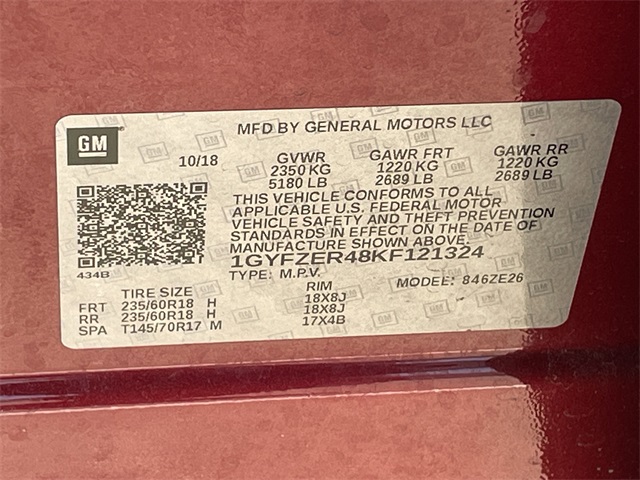 GM
MFD BY GENERAL MOTORS LLC
10/18 GVWR GAWR FRT GAWR RR
2350 KG 1220 KG 1220 KG
5180 LB 2689 LB 2689 LB
THIS VEHICLE CONFORMS TO ALL
APPLICABLE U.S. FEDERAL MOTOR
VEHICLE SAFETY AND THEFT PREVENTION
STANDARDS IN EFFECT ON THE DATE OF
MANUFACTURE SHOWN ABOVE.
434B 1GYFZER48KF121324
TYPE: M.P.V. MODEL: 846ZE26
TIRE SIZE RIM
FRT 235/60R18 H 18X8J
RR 235/60R18 H 18X8J
SPA T145/70R17 M 17X4B